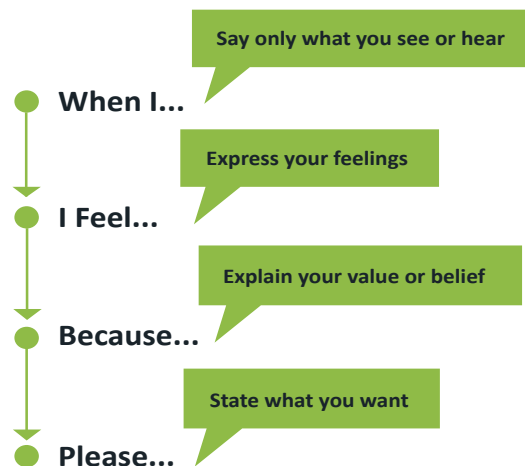 Say only what you see or hear
When I...
Express your feelings
I Feel...
Explain your value or belief
Because...
State what you want
Please...